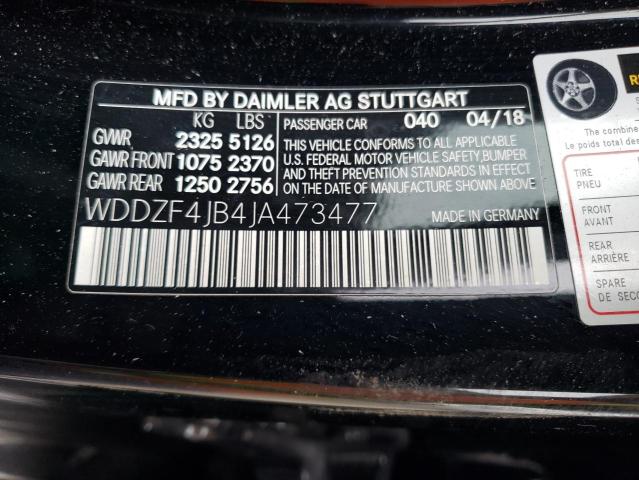 MFD BY DAIMLER AG STUTTGART
KG LBS
GVWR 2325 5126
GAWR FRONT 1075 2370
GAWR REAR 1250 2756
PASSENGER CAR 040 04/18
THIS VEHICLE CONFORMS TO ALL APPLICABLE
U.S. FEDERAL MOTOR VEHICLE SAFETY, BUMPER
AND THEFT PREVENTION STANDARDS IN EFFECT
ON THE DATE OF MANUFACTURE SHOWN ABOVE
WDDZF4JB4JA473477 MADE IN GERMANY
The combine
Le poids total des
TIRE
PNEU
FRONT
AVANT
REAR
ARRIÈRE
SPARE
DE SECO